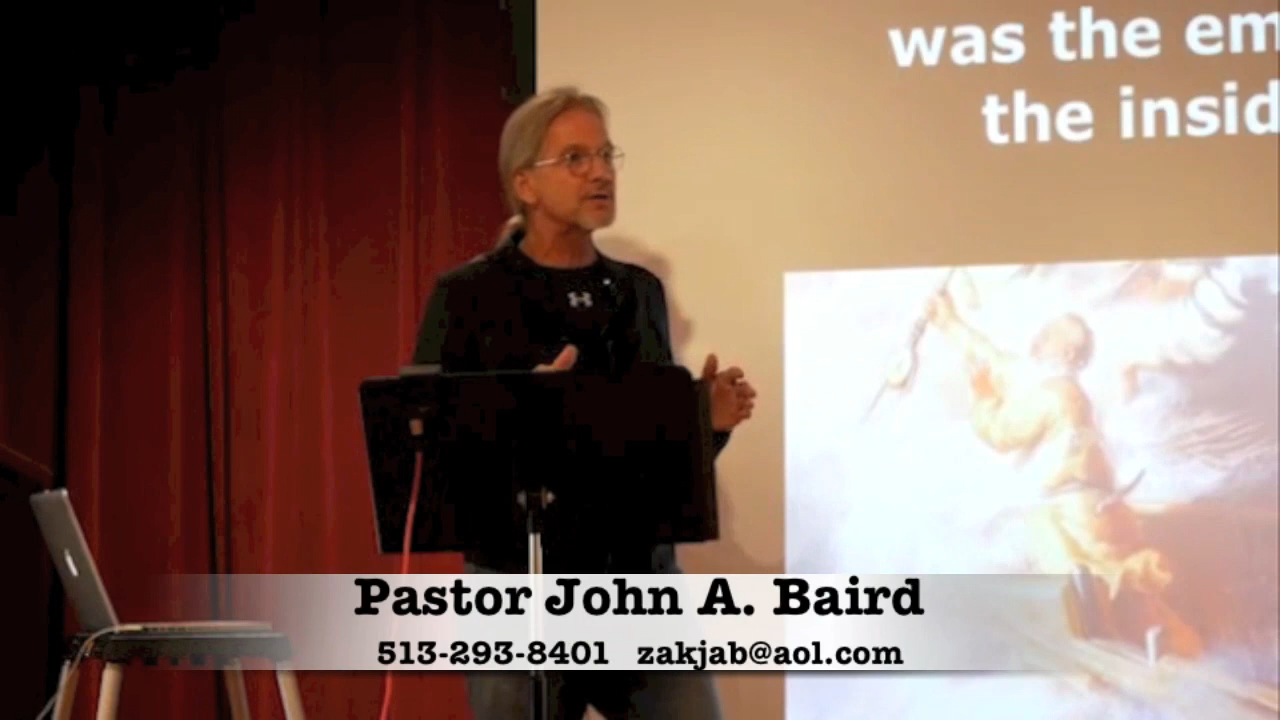 was the em
the insid
Pastor John A. Baird
513-293-8401 zakjab@aol.com